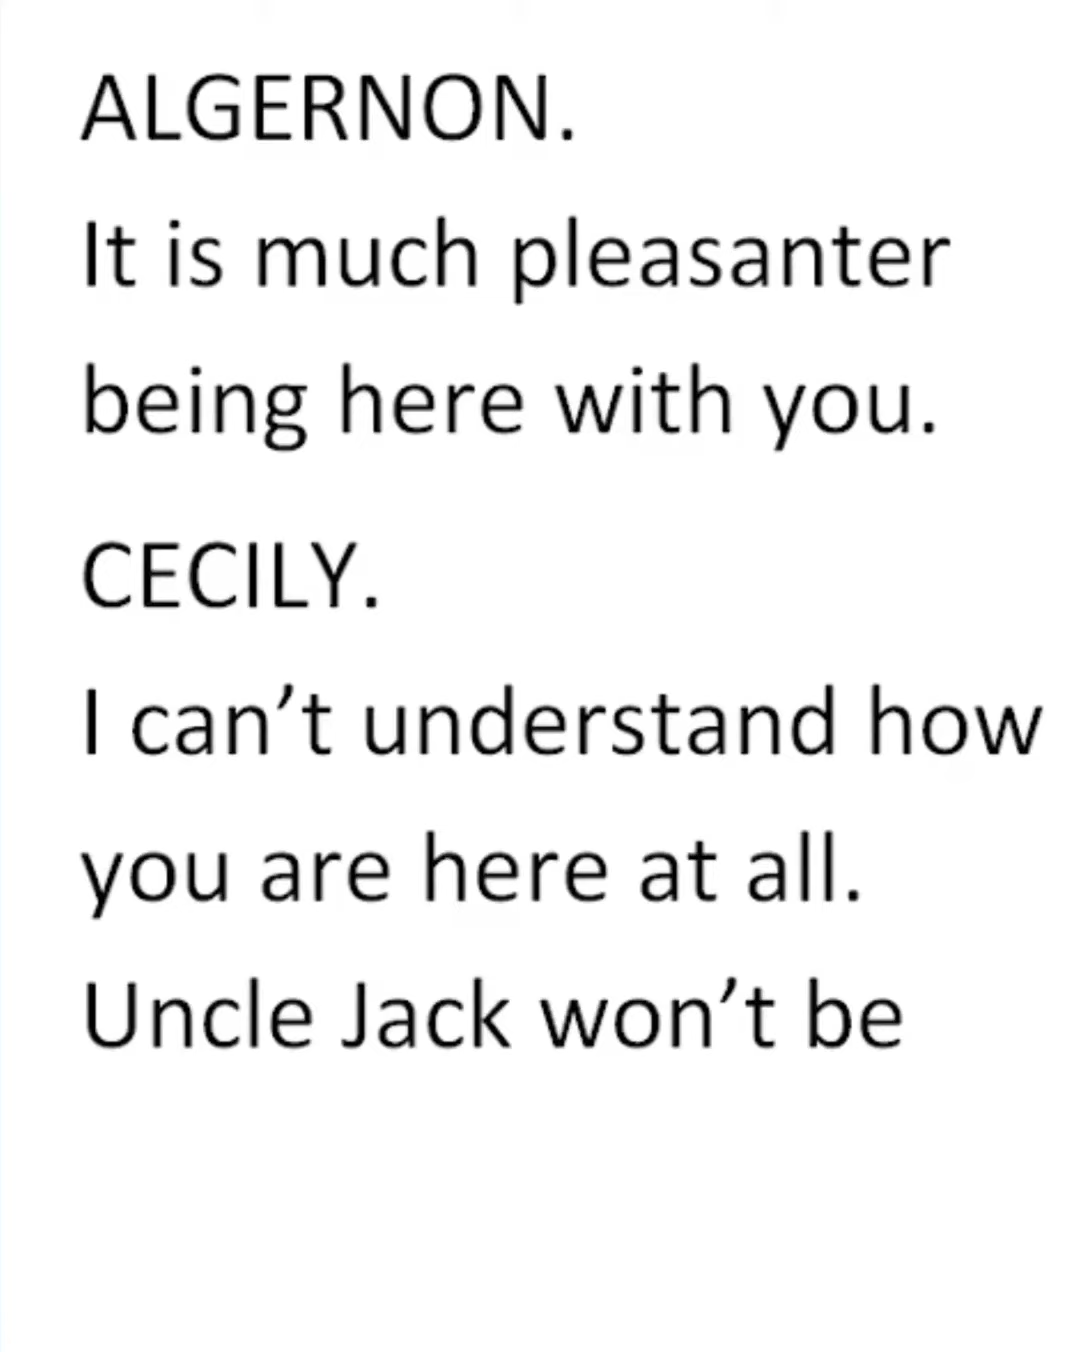 ALGERNON.
It is much pleasanter
being here with you.
CECILY.
I can’t understand how
you are here at all.
Uncle Jack won’t be